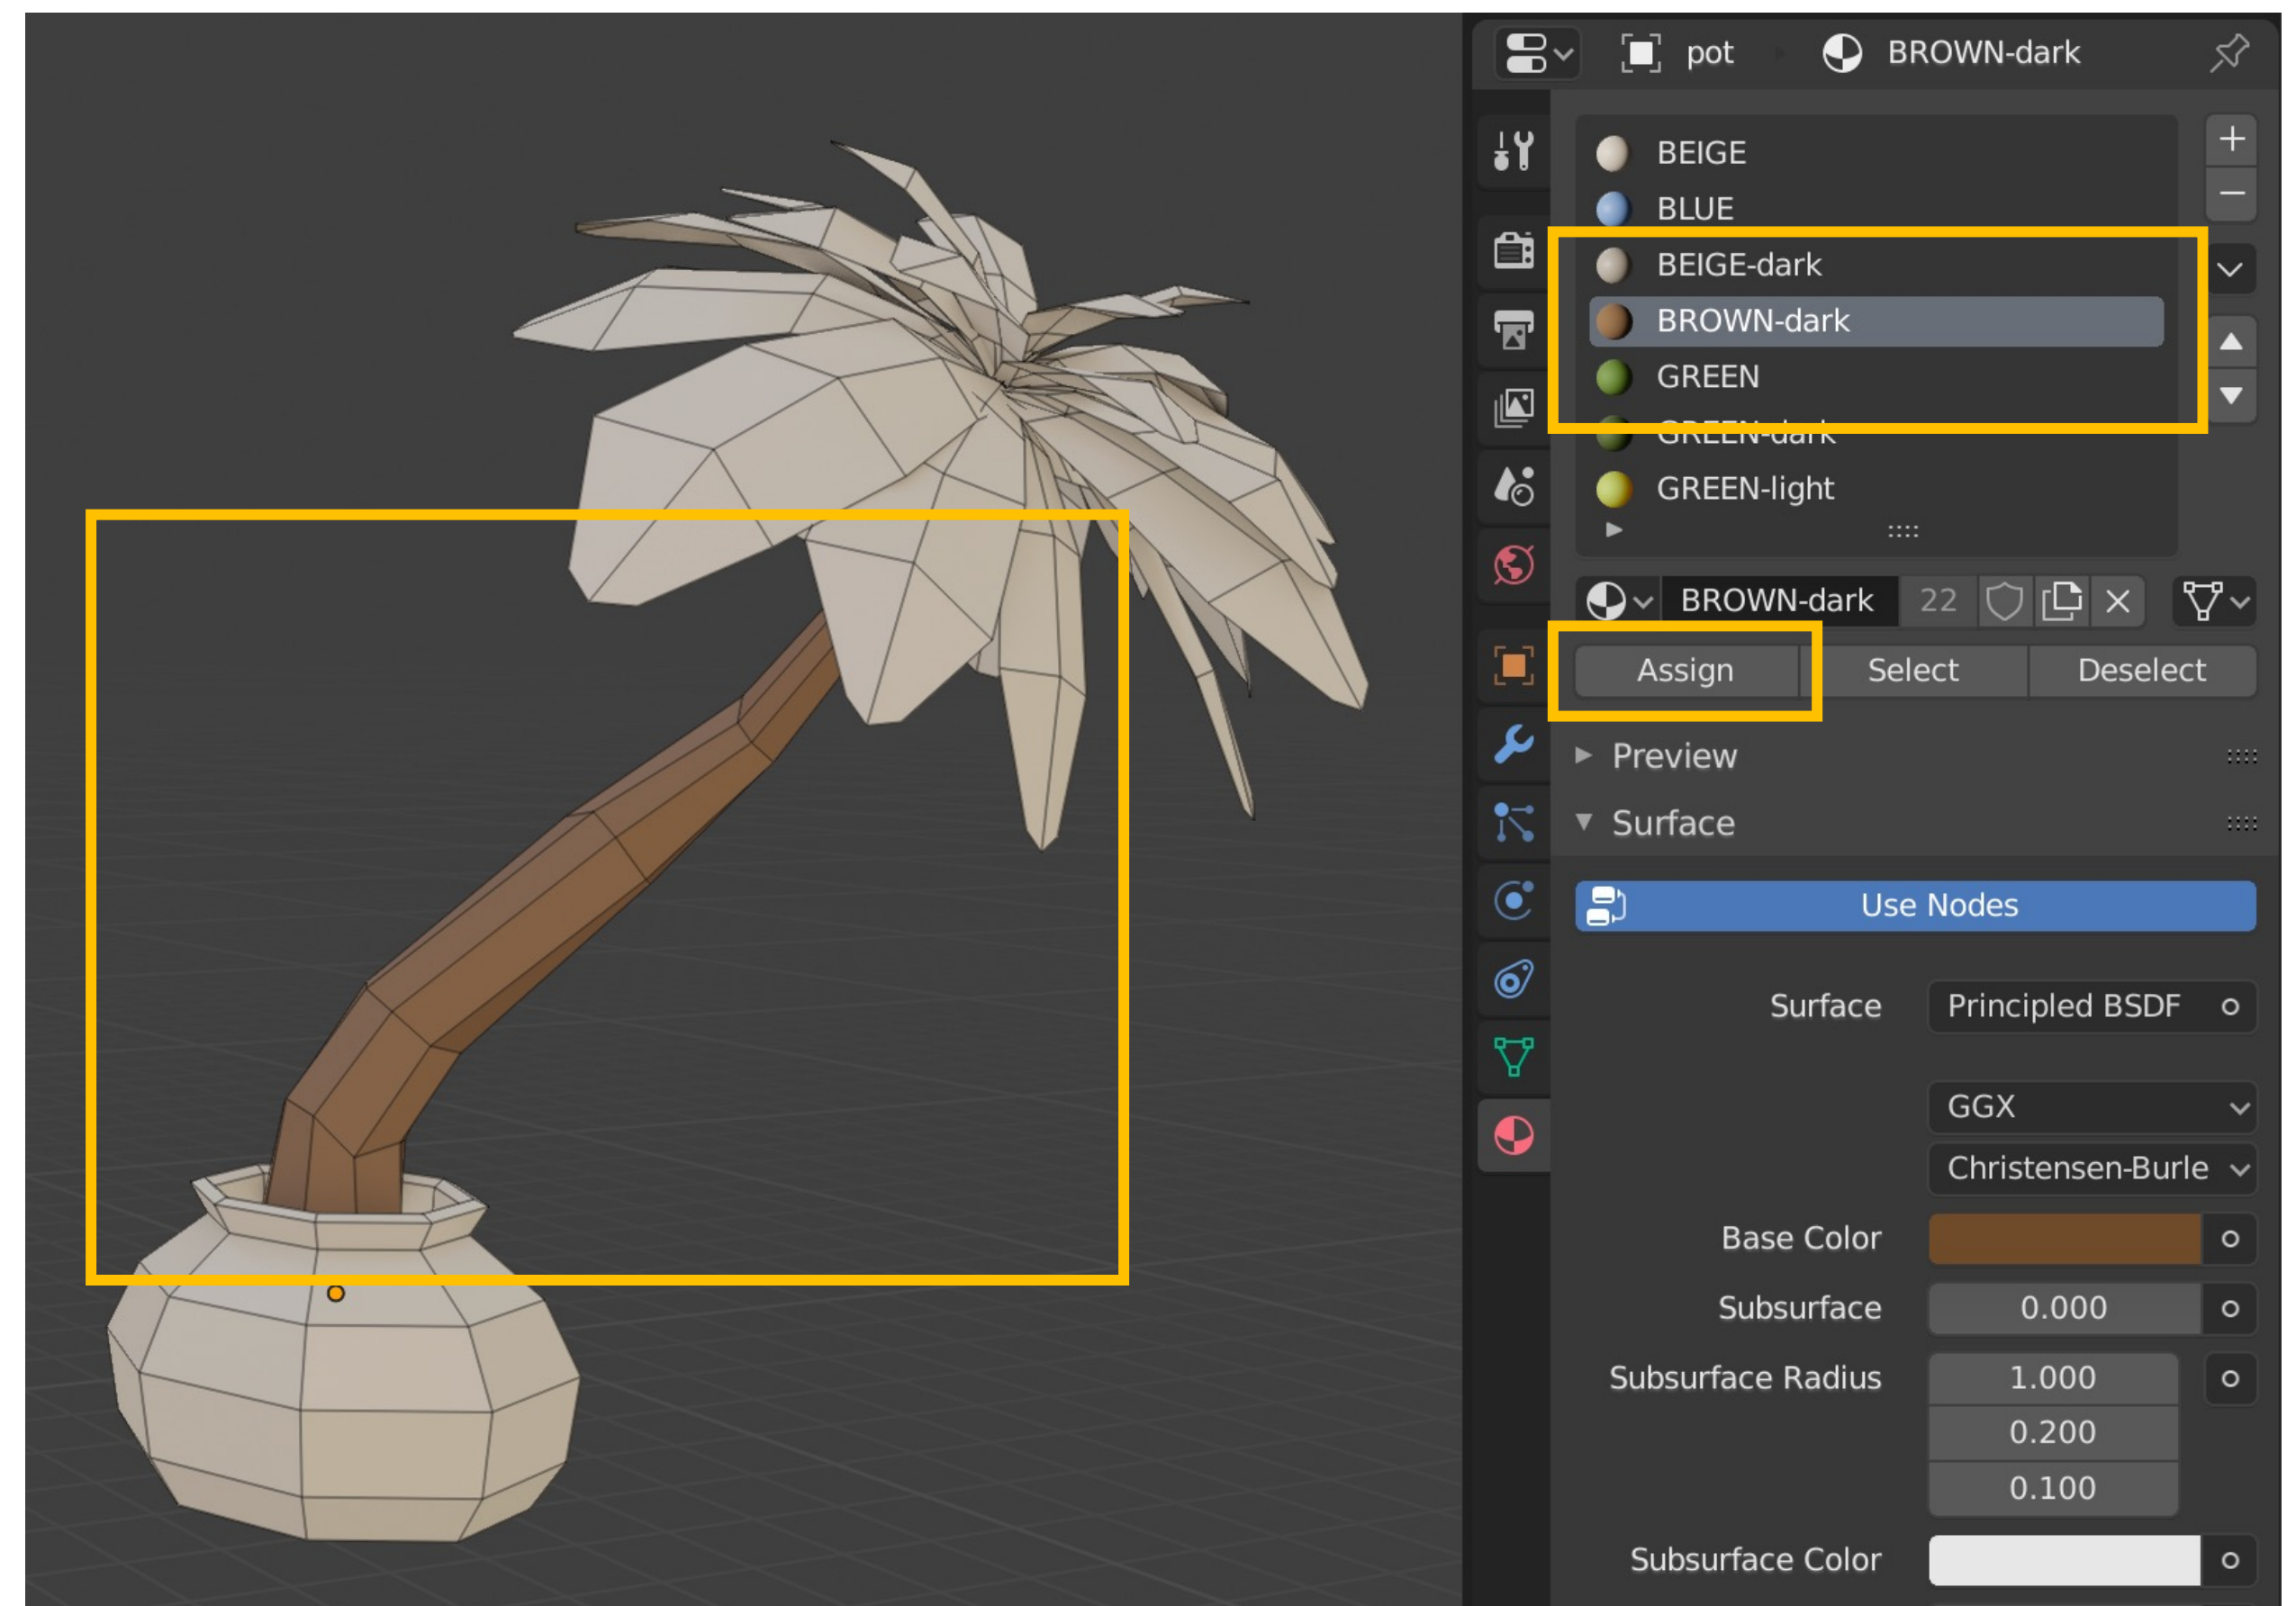 pot BROWN-dark
BEIGE
BLUE
BEIGE-dark
BROWN-dark
GREEN
GREEN-dark
GREEN-light
BROWN-dark 22
Assign Select Deselect
Preview
Surface
Use Nodes
Surface Principled BSDF
GGX
Christensen-Burle
Base Color
Subsurface 0.000
Subsurface Radius 1.000
0.200
0.100
Subsurface Color